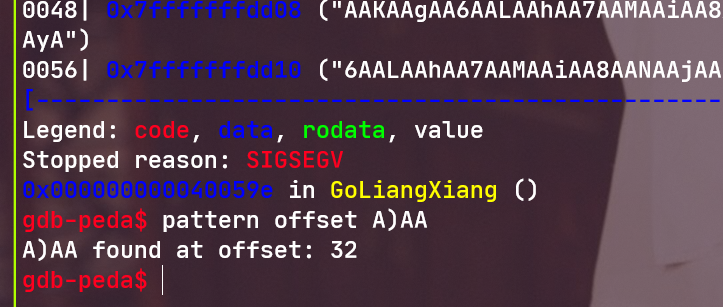 0048| 0x7fffffffdd08 ("AAKAAgAA6AALAAhAA7AAMAAiAA8
AyA")
0056| 0x7fffffffdd10 ("6AALAAhAA7AAMAAiAA8AANAAjAA
[------------------------------------------------
Legend: code, data, rodata, value
Stopped reason: SIGSEGV
0x000000000040059e in GoLiangXiang ()
gdb-peda$ pattern offset A)AA
A)AA found at offset: 32
gdb-peda$